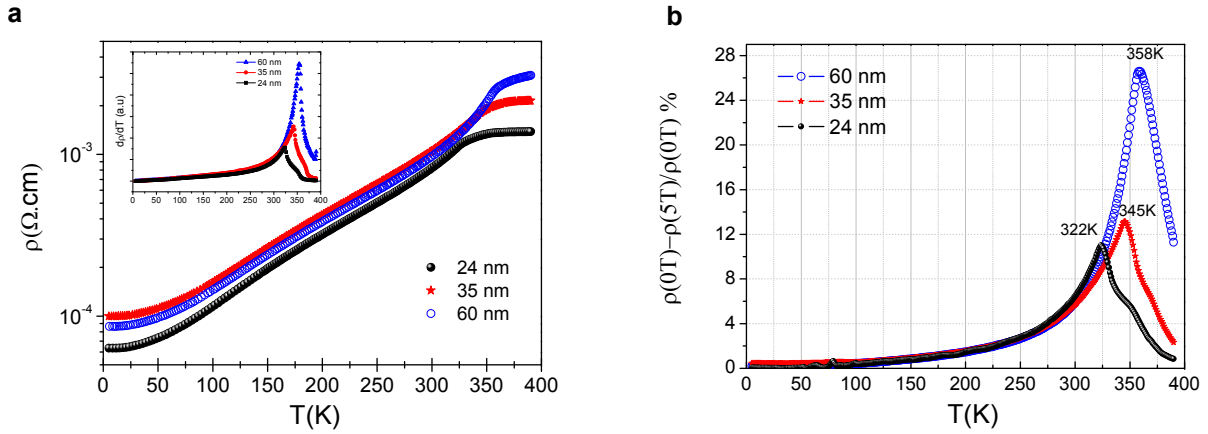 a
dρ/dT (a.u)
60 nm
35 nm
24 nm
0 50 100 150 200 250 300 350 400
ρ(Ω.cm)
10⁻³
10⁻⁴
24 nm
35 nm
60 nm
0 50 100 150 200 250 300 350 400
T(K)
b
ρ(0T)−ρ(5T)/ρ(0T) %
28
24
20
16
12
8
4
0
60 nm
35 nm
24 nm
358K
345K
322K
0 50 100 150 200 250 300 350 400
T(K)